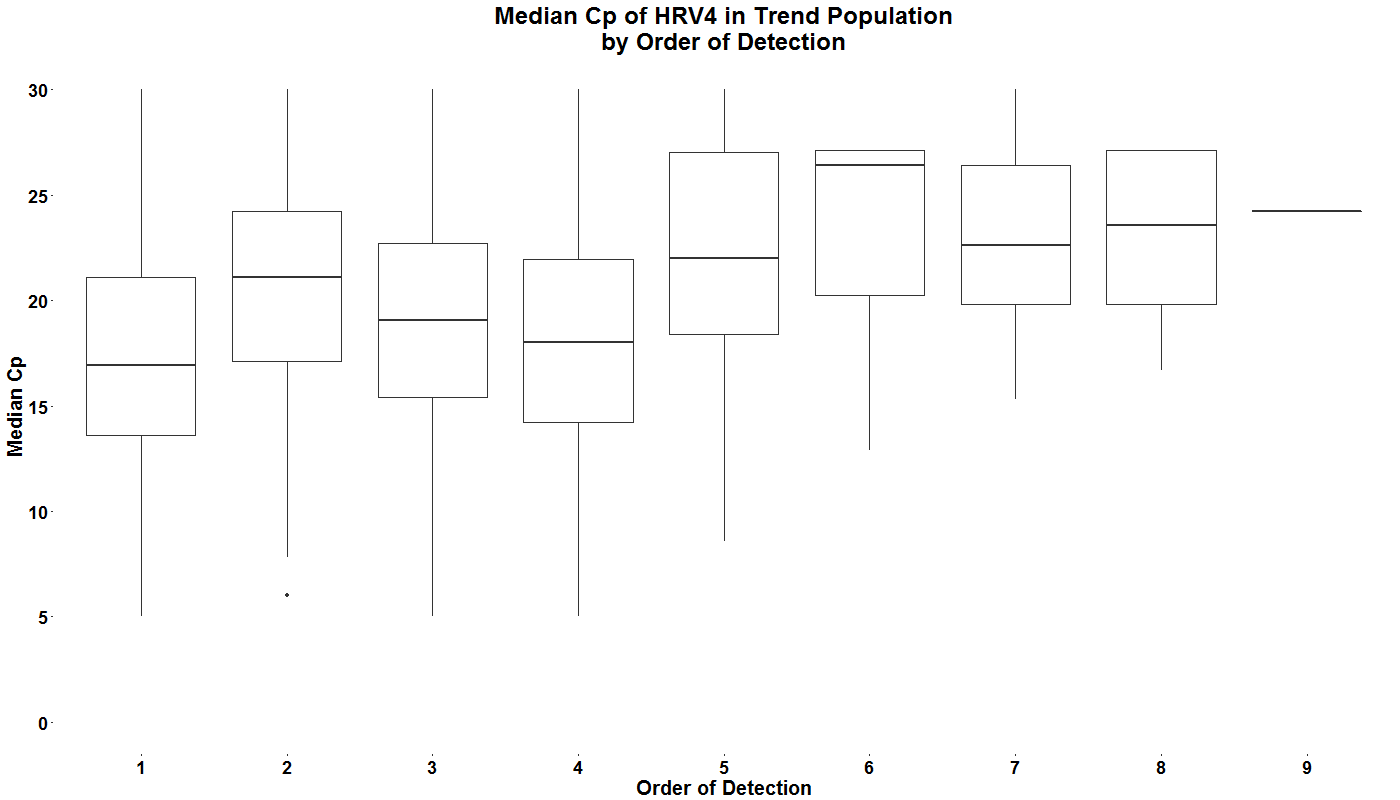 Median Cp of HRV4 in Trend Population
by Order of Detection
Median Cp
30
25
20
15
10
5
0
1 2 3 4 5 6 7 8 9
Order of Detection